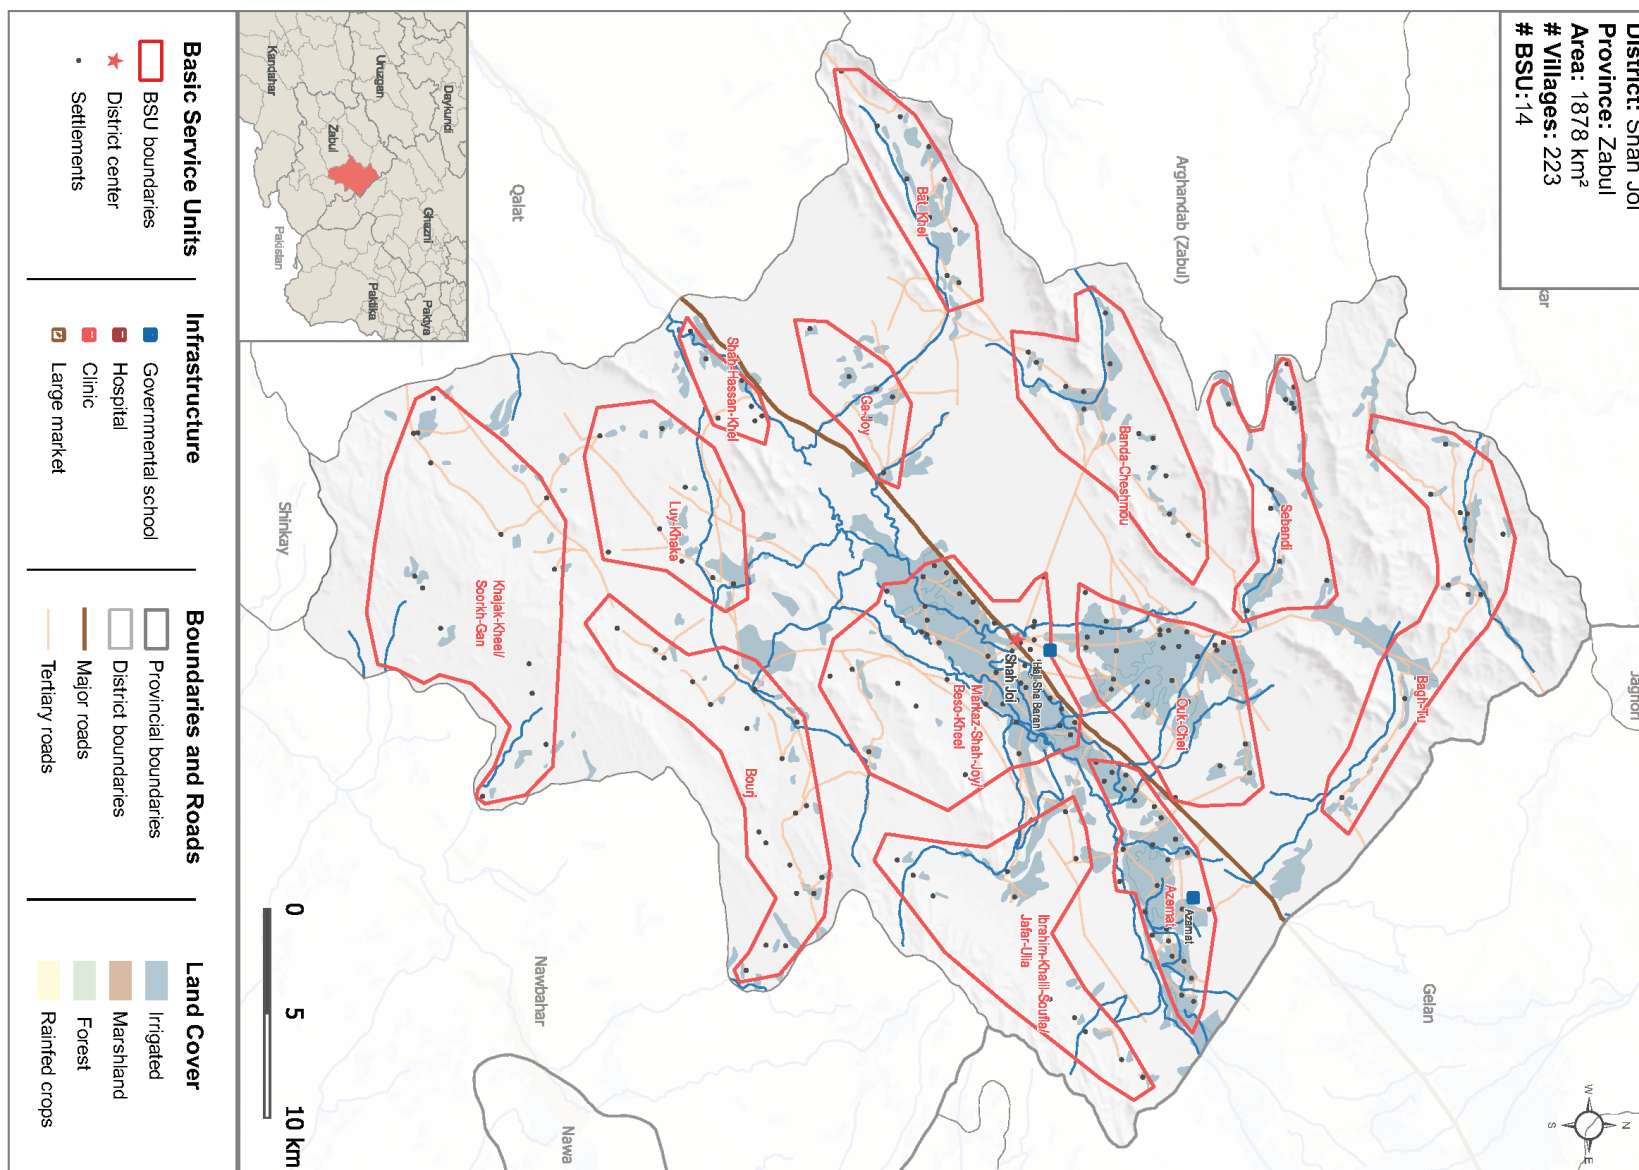 District: Shah Joi
Province: Zabul
Area: 1878 km²
# Villages: 223
# BSU:14
Daykundi
Uruzgan
Kandahar
Zabul
Ghazni
Paktika
Paktya
Pakistan
Qalat
Arghandab (Zabul)
Gelan
Nawbahar
Nawa
Shinkay
Bat Khel
Shah-Hassan-Khel
Ga-Joy
Banda-Cheshmou
Sebandi
Bagh-Tu
Luy-Khaka
Khajak-Kheel/
Soorkh-Gan
Bourj
Markaz-Shah-Joy/
Beso-Kheel
Ouk-Chei
Azamat
Azamat
Ibrahim-Khalil-Soufla/
Jafar-Ulia
Haji-Sha Baran
Shah Joi
N
W
E
S
Basic Service Units
BSU boundaries
District center
Settlements
Infrastructure
Governmental school
Hospital
Clinic
Large market
Boundaries and Roads
Provincial boundaries
District boundaries
Major roads
Tertiary roads
Land Cover
Irrigated
Marshland
Forest
Rainfed crops
0
5
10 km